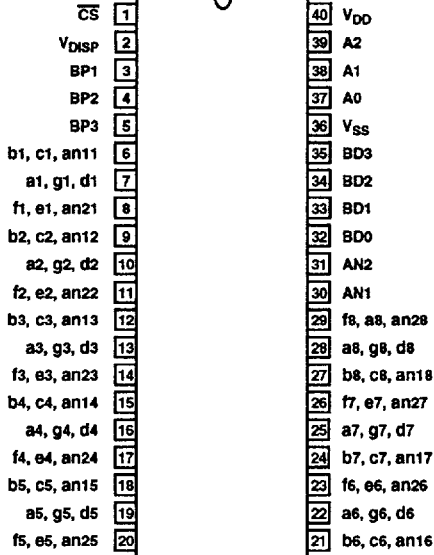 CS 1 40 VDD
VDISP 2 39 A2
BP1 3 38 A1
BP2 4 37 A0
BP3 5 36 VSS
b1, c1, an11 6 35 BD3
a1, g1, d1 7 34 BD2
f1, e1, an21 8 33 BD1
b2, c2, an12 9 32 BD0
a2, g2, d2 10 31 AN2
f2, e2, an22 11 30 AN1
b3, c3, an13 12 29 f8, a8, an28
a3, g3, d3 13 28 a8, g8, d8
f3, e3, an23 14 27 b8, c8, an18
b4, c4, an14 15 26 f7, e7, an27
a4, g4, d4 16 25 a7, g7, d7
f4, e4, an24 17 24 b7, c7, an17
b5, c5, an15 18 23 f6, e6, an26
a5, g5, d5 19 22 a6, g6, d6
f5, e5, an25 20 21 b6, c6, an16